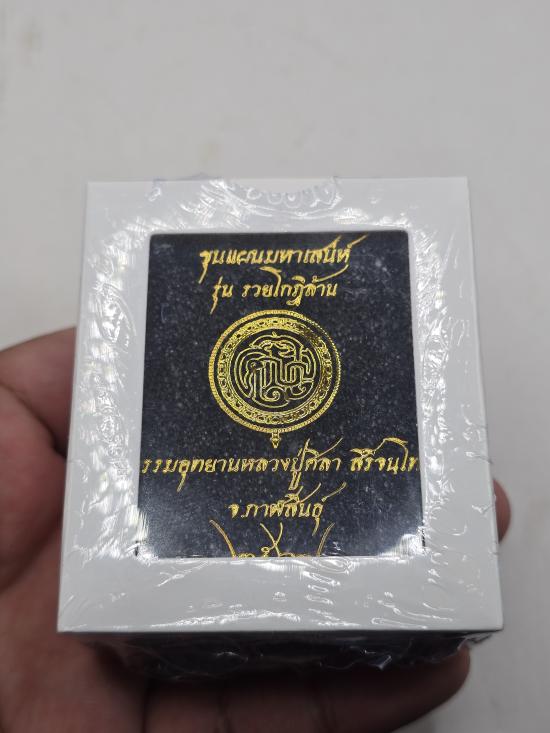 ขุนแผนมหาเสน่ห์
รุ่น รวยโกฏิล้าน
รรมอุทยานหลวงปู่ศิลา สิริจนฺโท
จ.กาฬสินธุ์